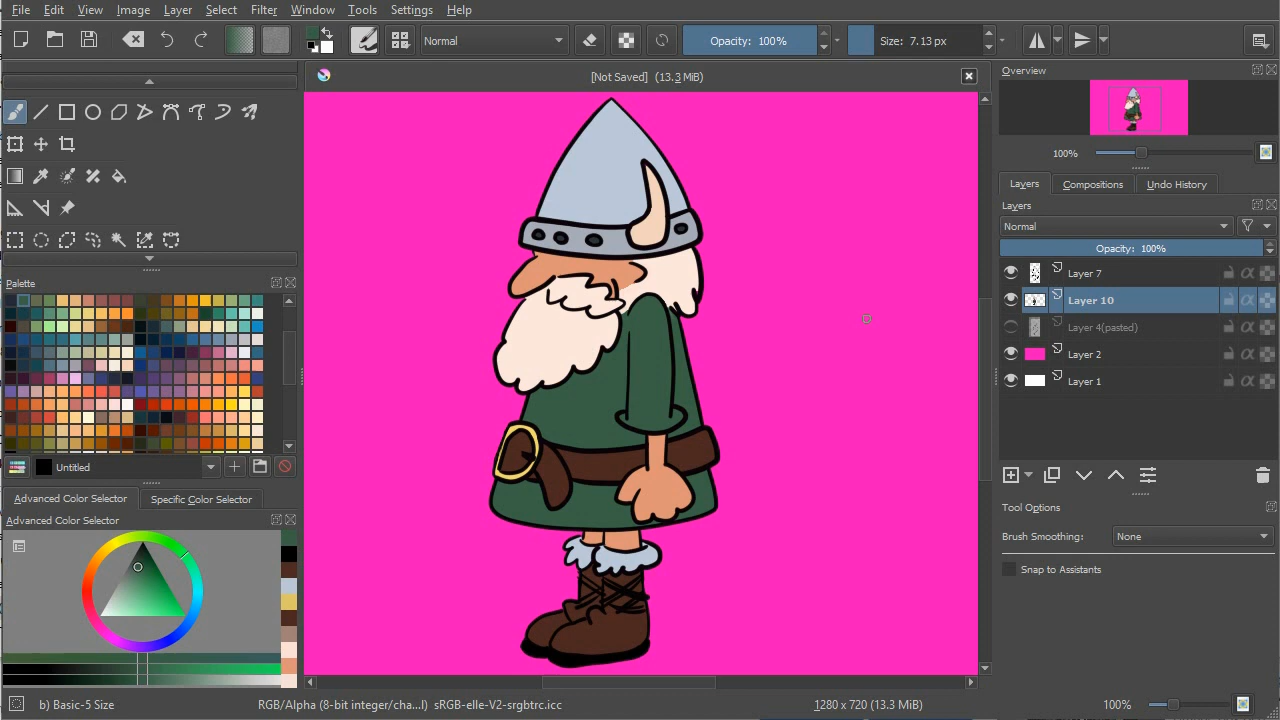 File Edit View Image Layer Select Filter Window Tools Settings Help
Normal Opacity: 100% Size: 7.13 px
[Not Saved] (13.3 MiB)
Overview
100%
Layers Compositions Undo History
Layers
Normal
Opacity: 100%
Layer 7
Layer 10
Layer 4(pasted)
Layer 2
Layer 1
Palette
Untitled
Advanced Color Selector Specific Color Selector
Advanced Color Selector
Tool Options
Brush Smoothing: None
Snap to Assistants
b) Basic-5 Size RGB/Alpha (8-bit integer/cha...l) sRGB-elle-V2-srgbtrc.icc 1280 x 720 (13.3 MiB) 100%